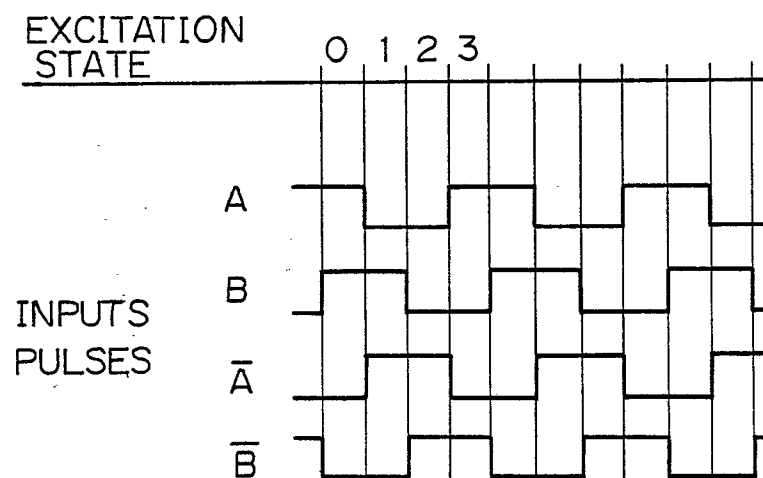 EXCITATION
STATE
0 1 2 3
A
B
INPUTS
PULSES
A̅
B̅